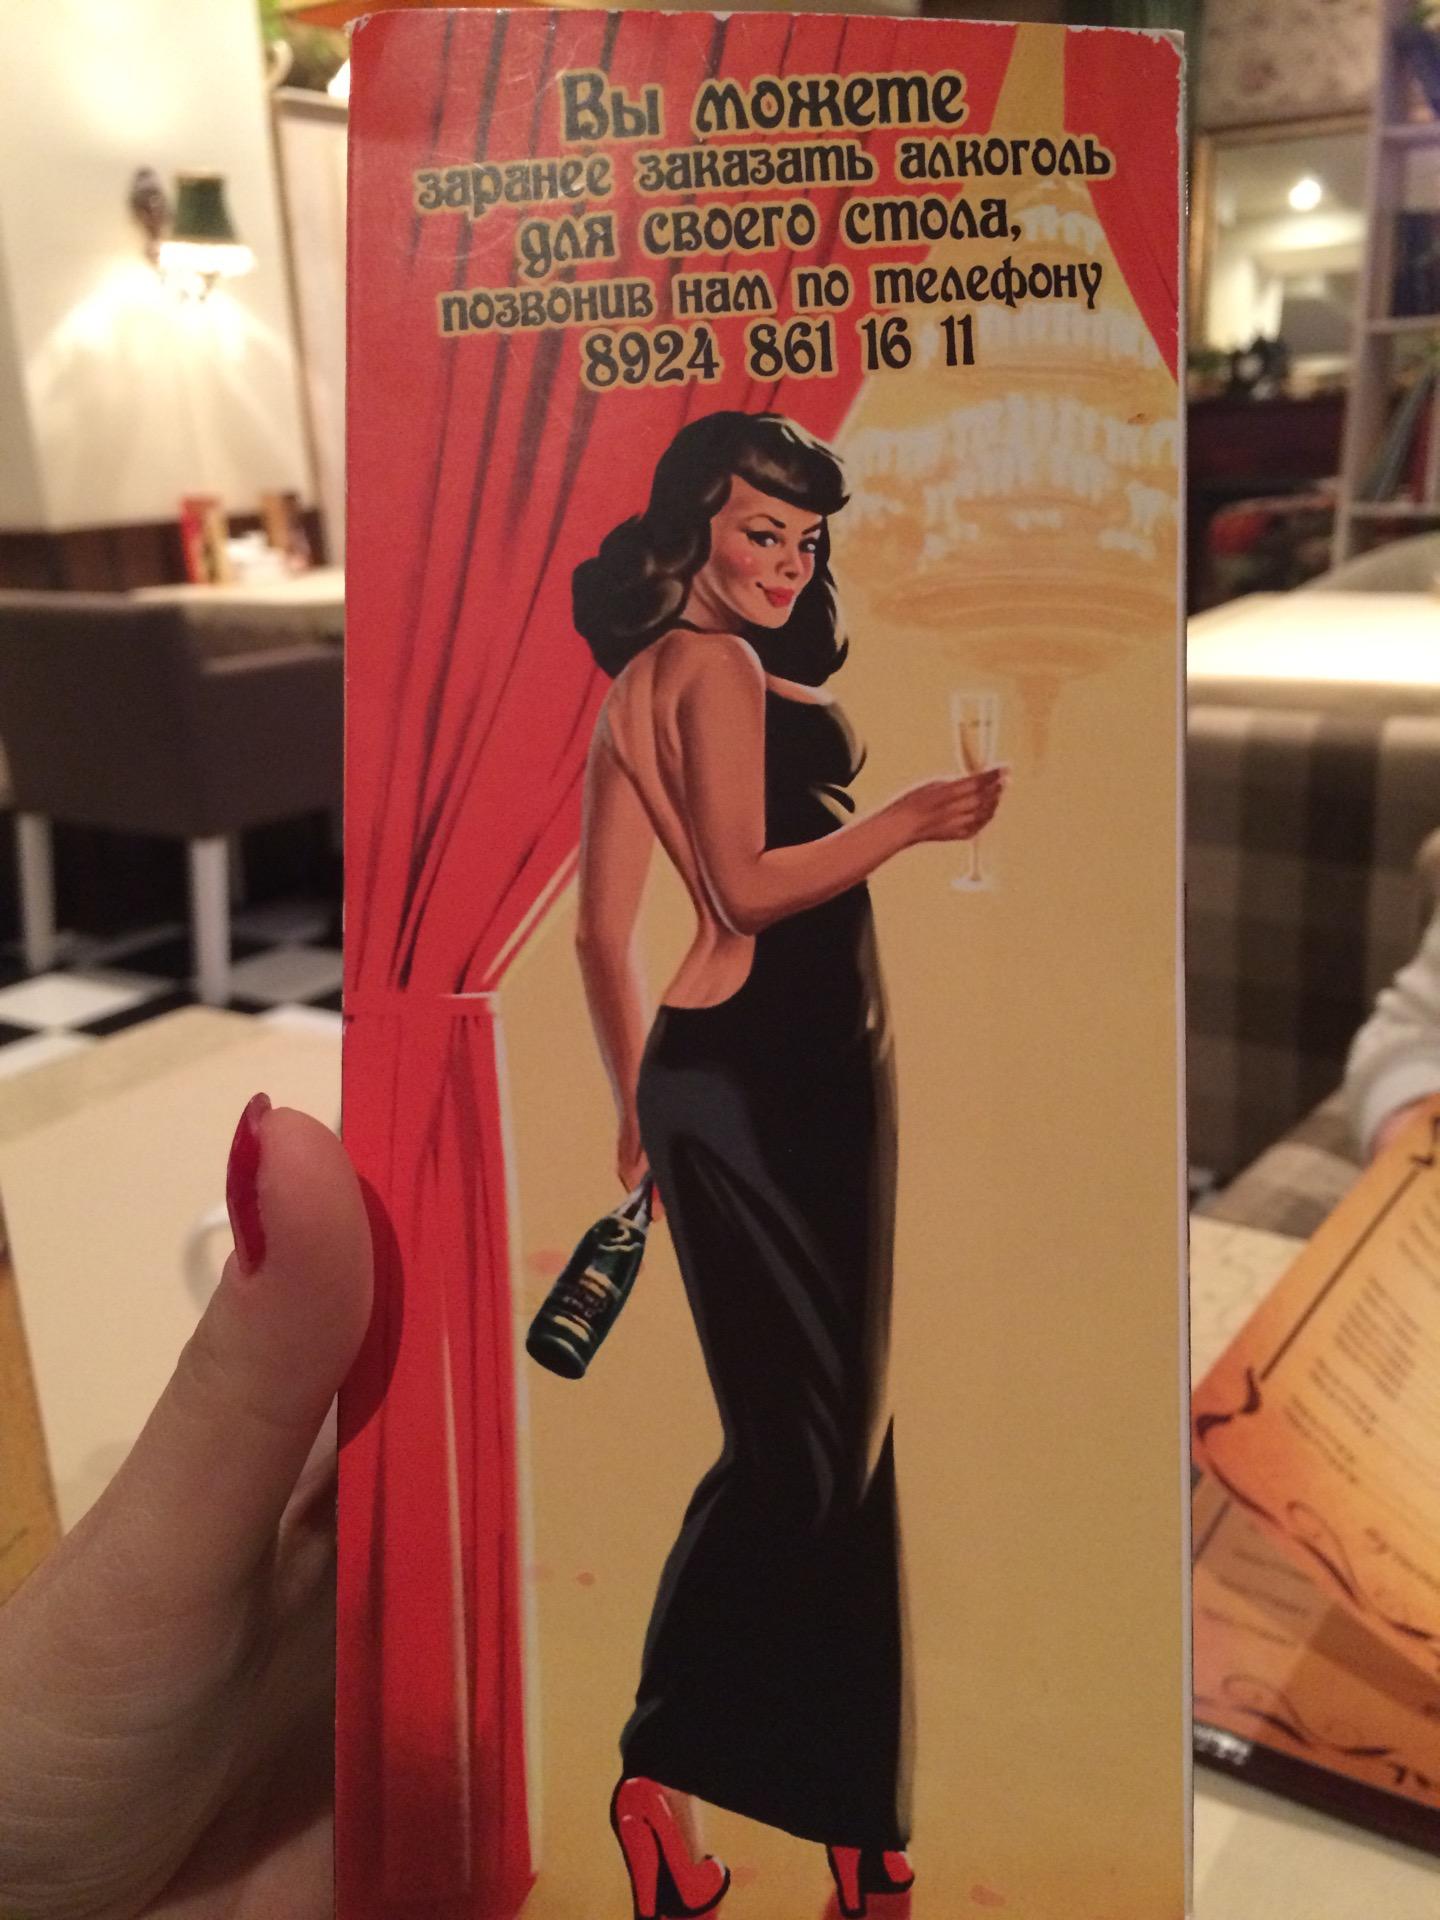 Вы можете
заранее заказать алкоголь
для своего стола,
позвонив нам по телефону
8924 861 16 11